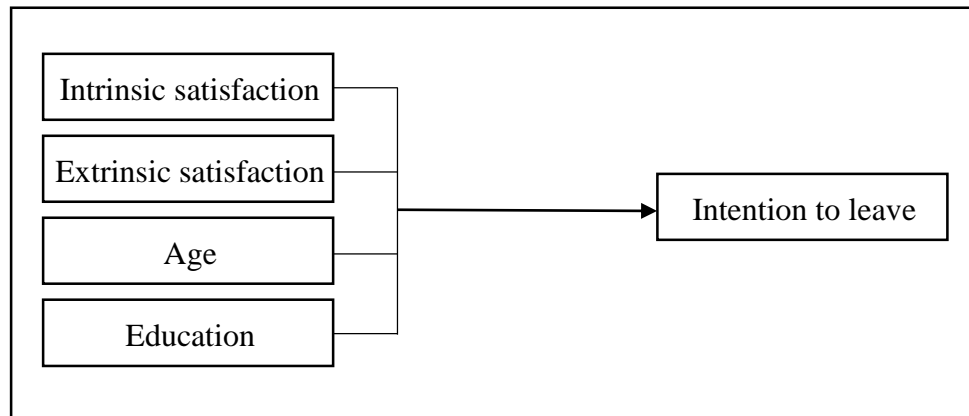 Intrinsic satisfaction
Extrinsic satisfaction
Intention to leave
Age
Education